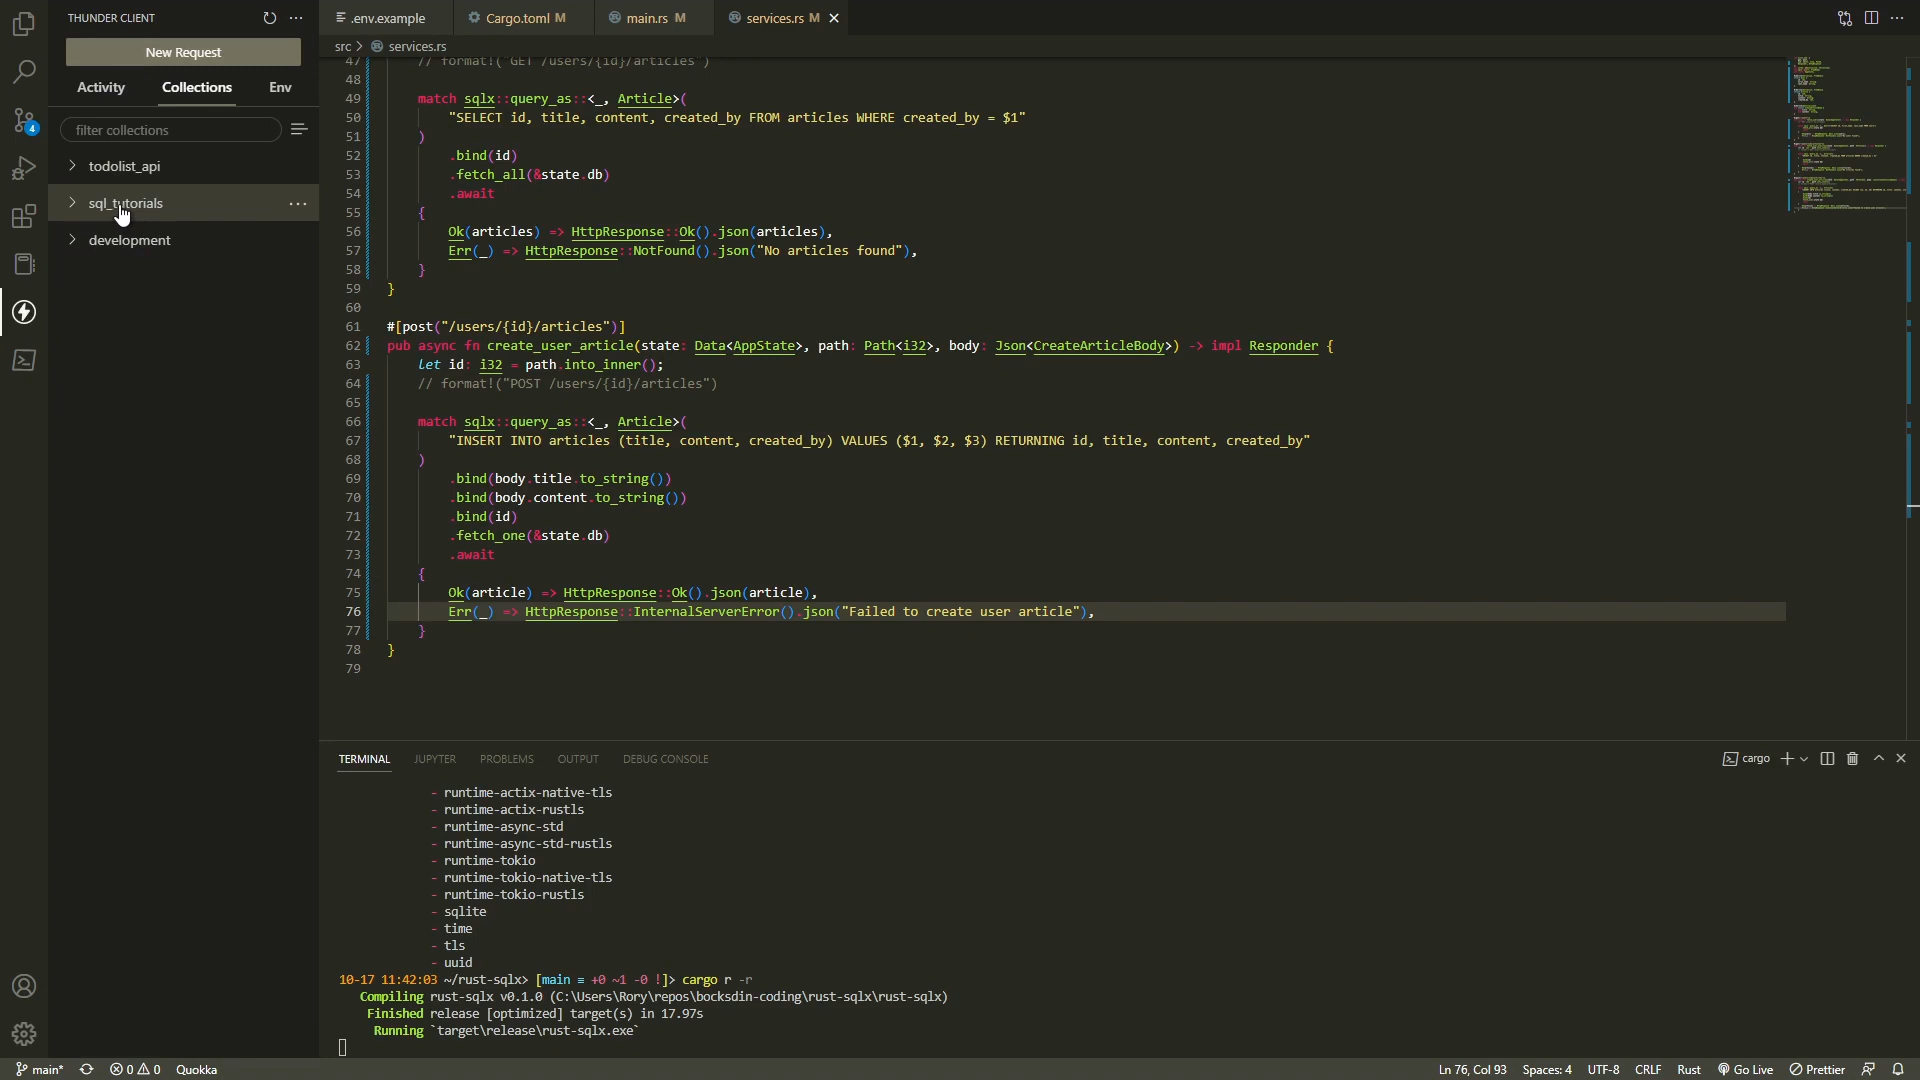 THUNDER CLIENT
New Request
Activity Collections Env
filter collections
todolist_api
sql_tutorials
development
.env.example Cargo.toml M main.rs M services.rs M
src > services.rs
47 // format!("GET /users/{id}/articles")
48
49 match sqlx::query_as::<_, Article>(
50 "SELECT id, title, content, created_by FROM articles WHERE created_by = $1"
51 )
52 .bind(id)
53 .fetch_all(&state.db)
54 .await
55 {
56 Ok(articles) => HttpResponse::Ok().json(articles),
57 Err(_) => HttpResponse::NotFound().json("No articles found"),
58 }
59 }
60
61 #[post("/users/{id}/articles")]
62 pub async fn create_user_article(state: Data<AppState>, path: Path<i32>, body: Json<CreateArticleBody>) -> impl Responder {
63 let id: i32 = path.into_inner();
64 // format!("POST /users/{id}/articles")
65
66 match sqlx::query_as::<_, Article>(
67 "INSERT INTO articles (title, content, created_by) VALUES ($1, $2, $3) RETURNING id, title, content, created_by"
68 )
69 .bind(body.title.to_string())
70 .bind(body.content.to_string())
71 .bind(id)
72 .fetch_one(&state.db)
73 .await
74 {
75 Ok(article) => HttpResponse::Ok().json(article),
76 Err(_) => HttpResponse::InternalServerError().json("Failed to create user article"),
77 }
78 }
79
TERMINAL JUPYTER PROBLEMS OUTPUT DEBUG CONSOLE cargo
- runtime-actix-native-tls
- runtime-actix-rustls
- runtime-async-std
- runtime-async-std-rustls
- runtime-tokio
- runtime-tokio-native-tls
- runtime-tokio-rustls
- sqlite
- time
- tls
- uuid
10-17 11:42:03 ~/rust-sqlx> [main ≡ +0 ~1 -0 !]> cargo r -r
Compiling rust-sqlx v0.1.0 (C:\Users\Rory\repos\bocksdin-coding\rust-sqlx\rust-sqlx)
Finished release [optimized] target(s) in 17.97s
Running `target\release\rust-sqlx.exe`
4
main* 0 0 Quokka Ln 76, Col 93 Spaces: 4 UTF-8 CRLF Rust Go Live Prettier